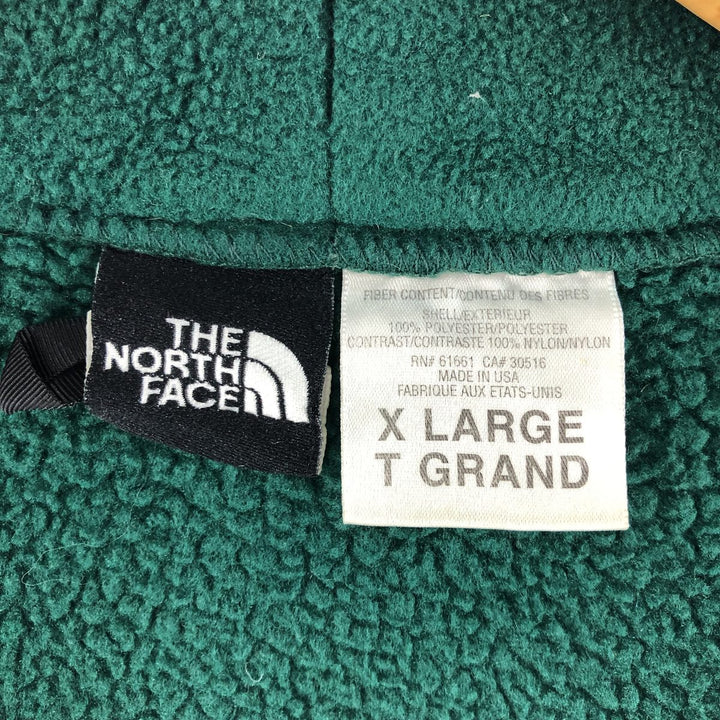 THE
NORTH
FACE
FIBER CONTENT/CONTENU DES FIBRES
SHELL/EXTERIEUR
100% POLYESTER/POLYESTER
CONTRAST/CONTRASTE 100% NYLON/NYLON
RN# 61661 CA# 30516
MADE IN USA
FABRIQUE AUX ETATS-UNIS
X LARGE
T GRAND